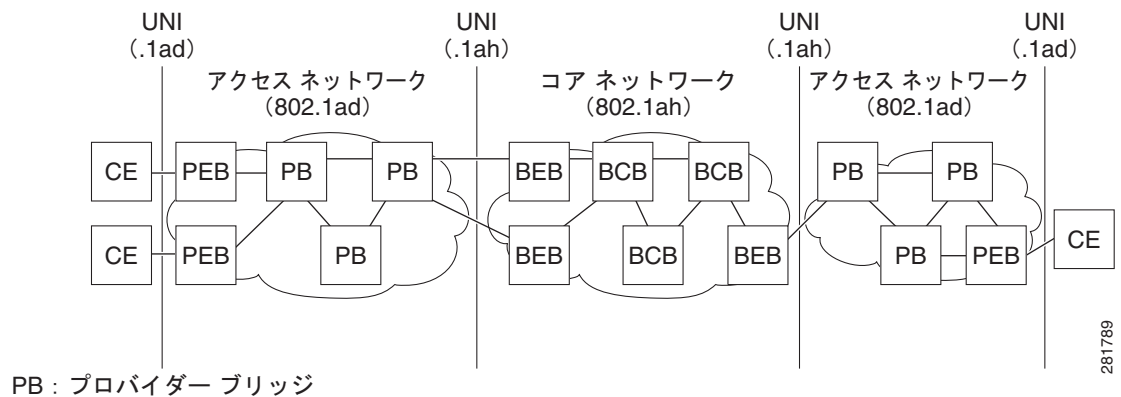 UNI UNI UNI UNI
(.1ad) (.1ah) (.1ah) (.1ad)
アクセス ネットワーク コア ネットワーク アクセス ネットワーク
(802.1ad) (802.1ah) (802.1ad)
CE PEB PB PB BEB BCB BCB PB PB
CE PEB PB BEB BCB BEB PB PEB CE
281789
PB：プロバイダー ブリッジ